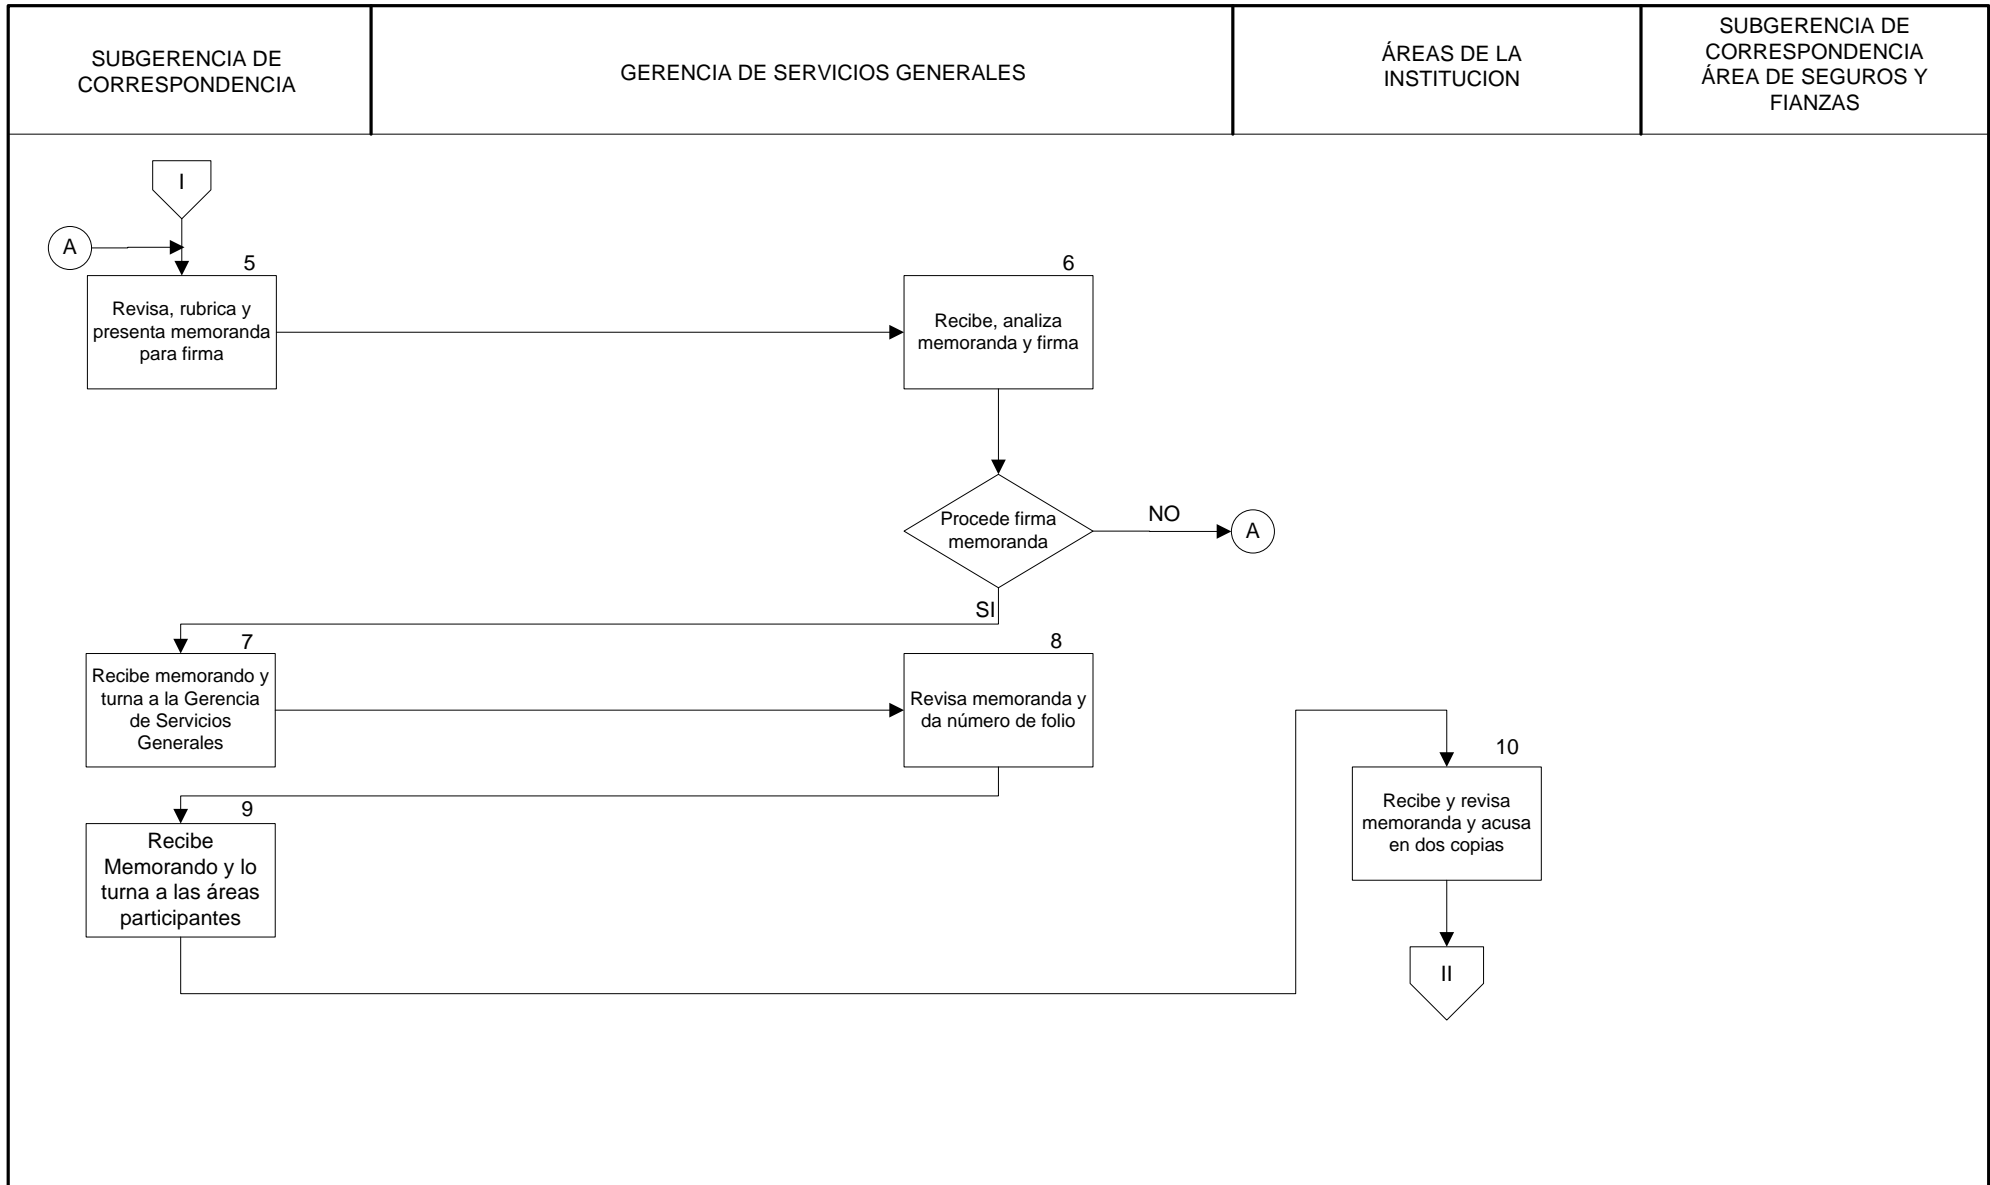 SUBGERENCIA DE
CORRESPONDENCIA
GERENCIA DE SERVICIOS GENERALES
ÁREAS DE LA
INSTITUCION
SUBGERENCIA DE
CORRESPONDENCIA
ÁREA DE SEGUROS Y
FIANZAS
I
A
5
Revisa, rubrica y
presenta memoranda
para firma
6
Recibe, analiza
memoranda y firma
Procede firma
memoranda
NO
A
SI
7
Recibe memorando y
turna a la Gerencia
de Servicios
Generales
8
Revisa memoranda y
da número de folio
9
Recibe
Memorando y lo
turna a las áreas
participantes
10
Recibe y revisa
memoranda y acusa
en dos copias
II